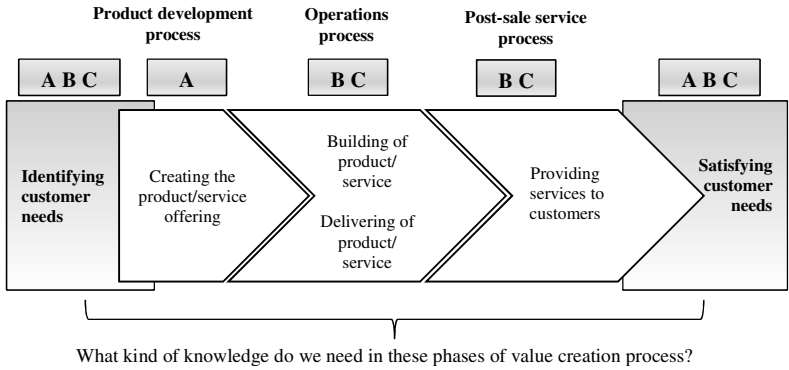 Product development
process
Operations
process
Post-sale service
process
A B C
A
B C
B C
A B C
Identifying
customer
needs
Creating the
product/service
offering
Building of
product/
service
Delivering of
product/
service
Providing
services to
customers
Satisfying
customer
needs
What kind of knowledge do we need in these phases of value creation process?